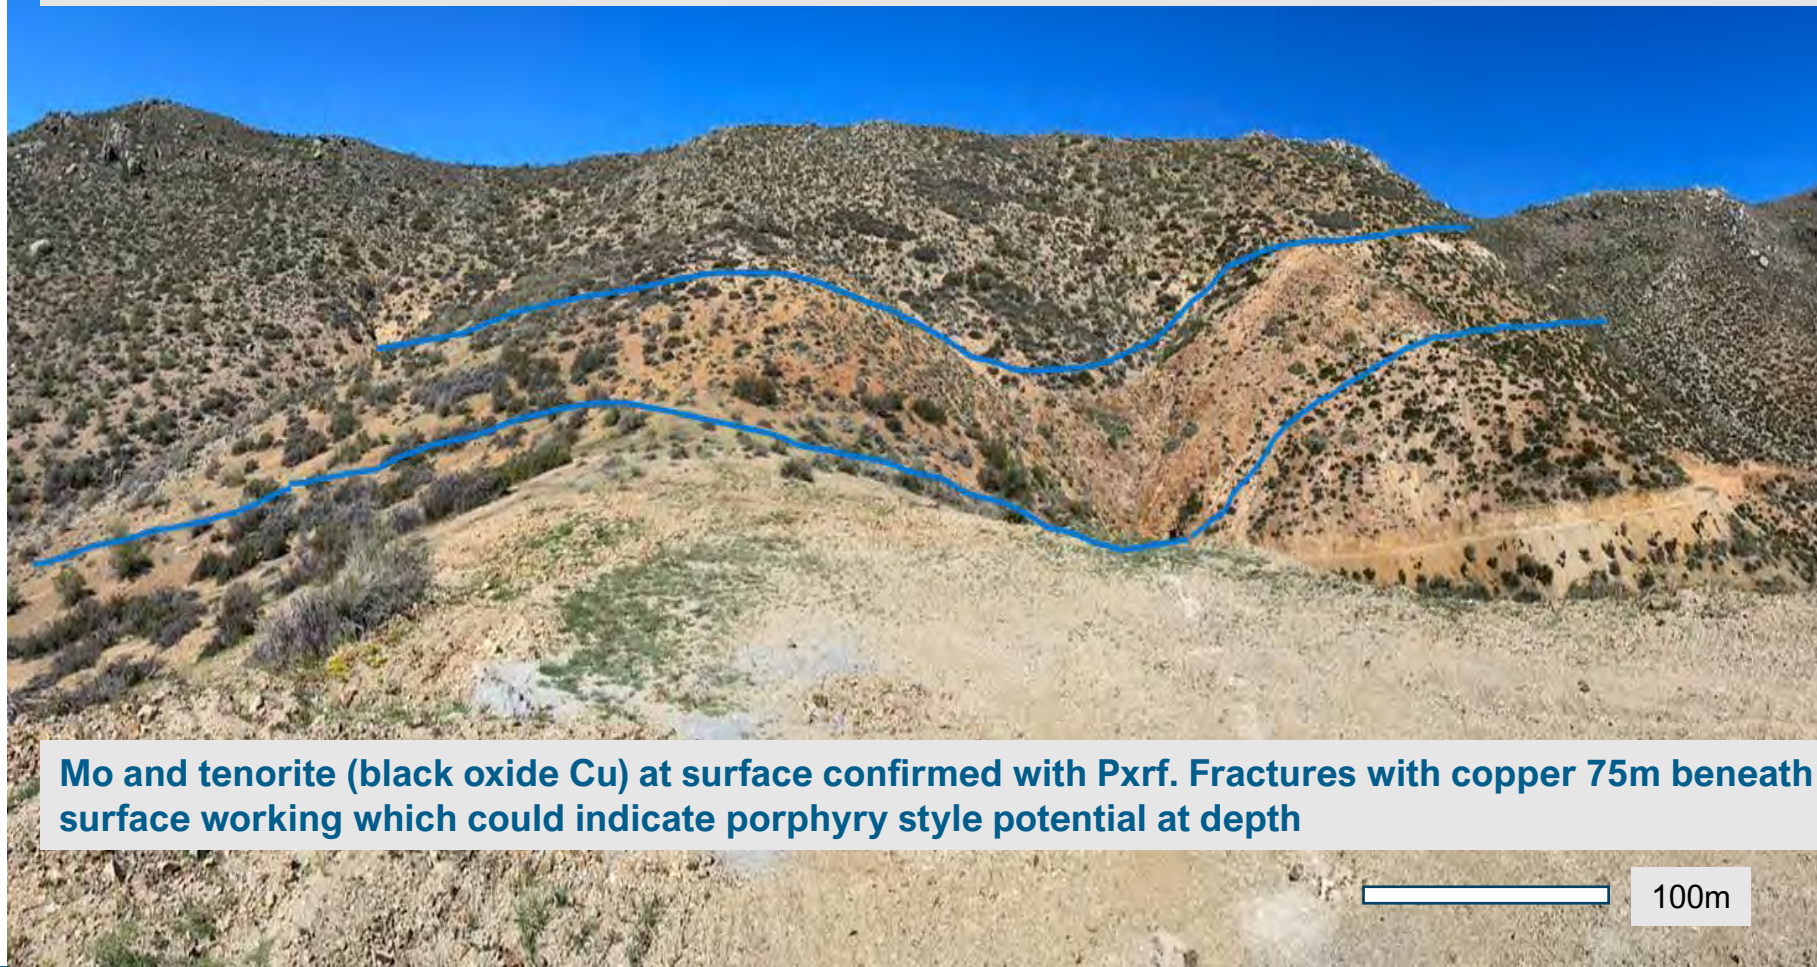 Mo and tenorite (black oxide Cu) at surface confirmed with Pxrf. Fractures with copper 75m beneath
surface working which could indicate porphyry style potential at depth
100m